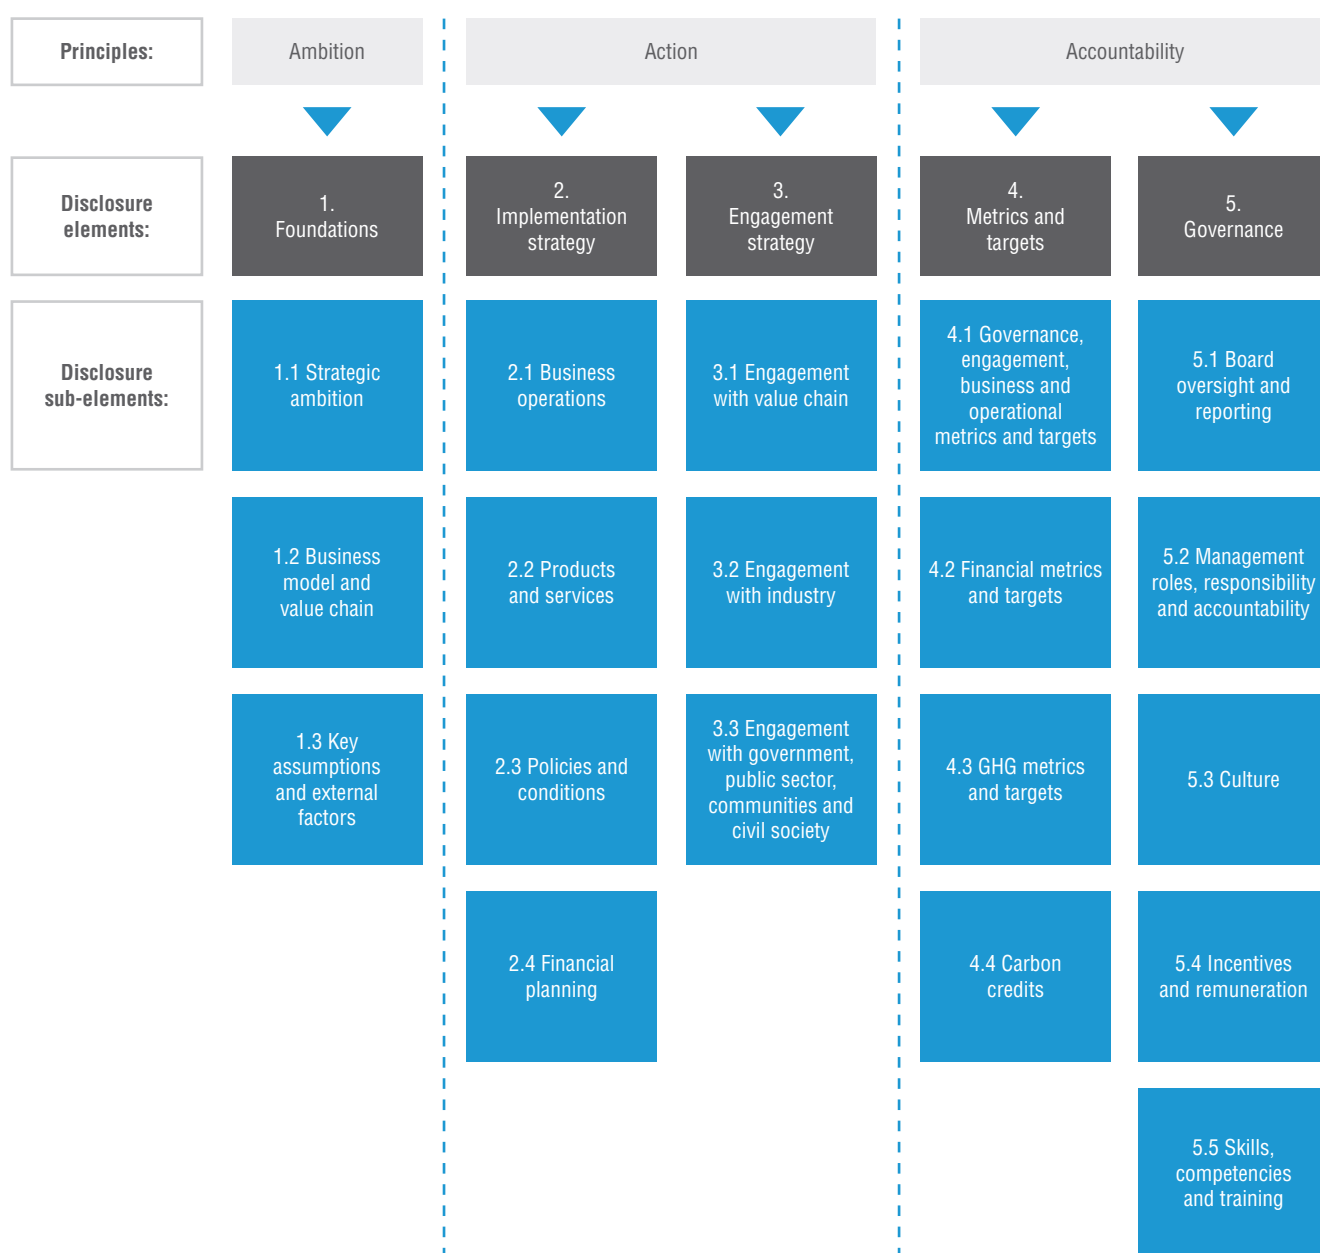 Principles:
Ambition
Action
Accountability
Disclosure
elements:
1.
Foundations
2.
Implementation
strategy
3.
Engagement
strategy
4.
Metrics and
targets
5.
Governance
Disclosure
sub-elements:
1.1 Strategic
ambition
2.1 Business
operations
3.1 Engagement
with value chain
4.1 Governance,
engagement,
business and
operational
metrics and targets
5.1 Board
oversight and
reporting
1.2 Business
model and
value chain
2.2 Products
and services
3.2 Engagement
with industry
4.2 Financial metrics
and targets
5.2 Management
roles, responsibility
and accountability
1.3 Key
assumptions
and external
factors
2.3 Policies and
conditions
3.3 Engagement
with government,
public sector,
communities and
civil society
4.3 GHG metrics
and targets
5.3 Culture
2.4 Financial
planning
4.4 Carbon
credits
5.4 Incentives
and remuneration
5.5 Skills,
competencies
and training